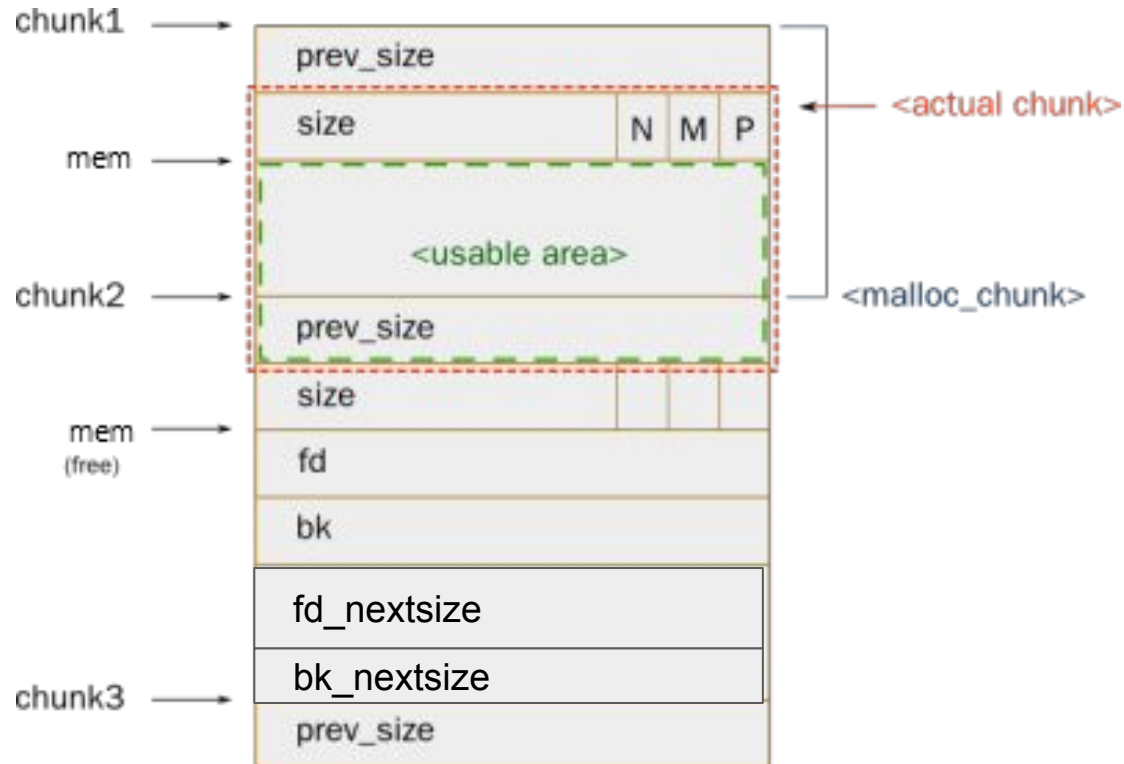 chunk1
prev_size
<actual chunk>
size N M P
mem
<usable area>
chunk2
<malloc_chunk>
prev_size
size
mem
(free)
fd
bk
fd_nextsize
bk_nextsize
chunk3
prev_size